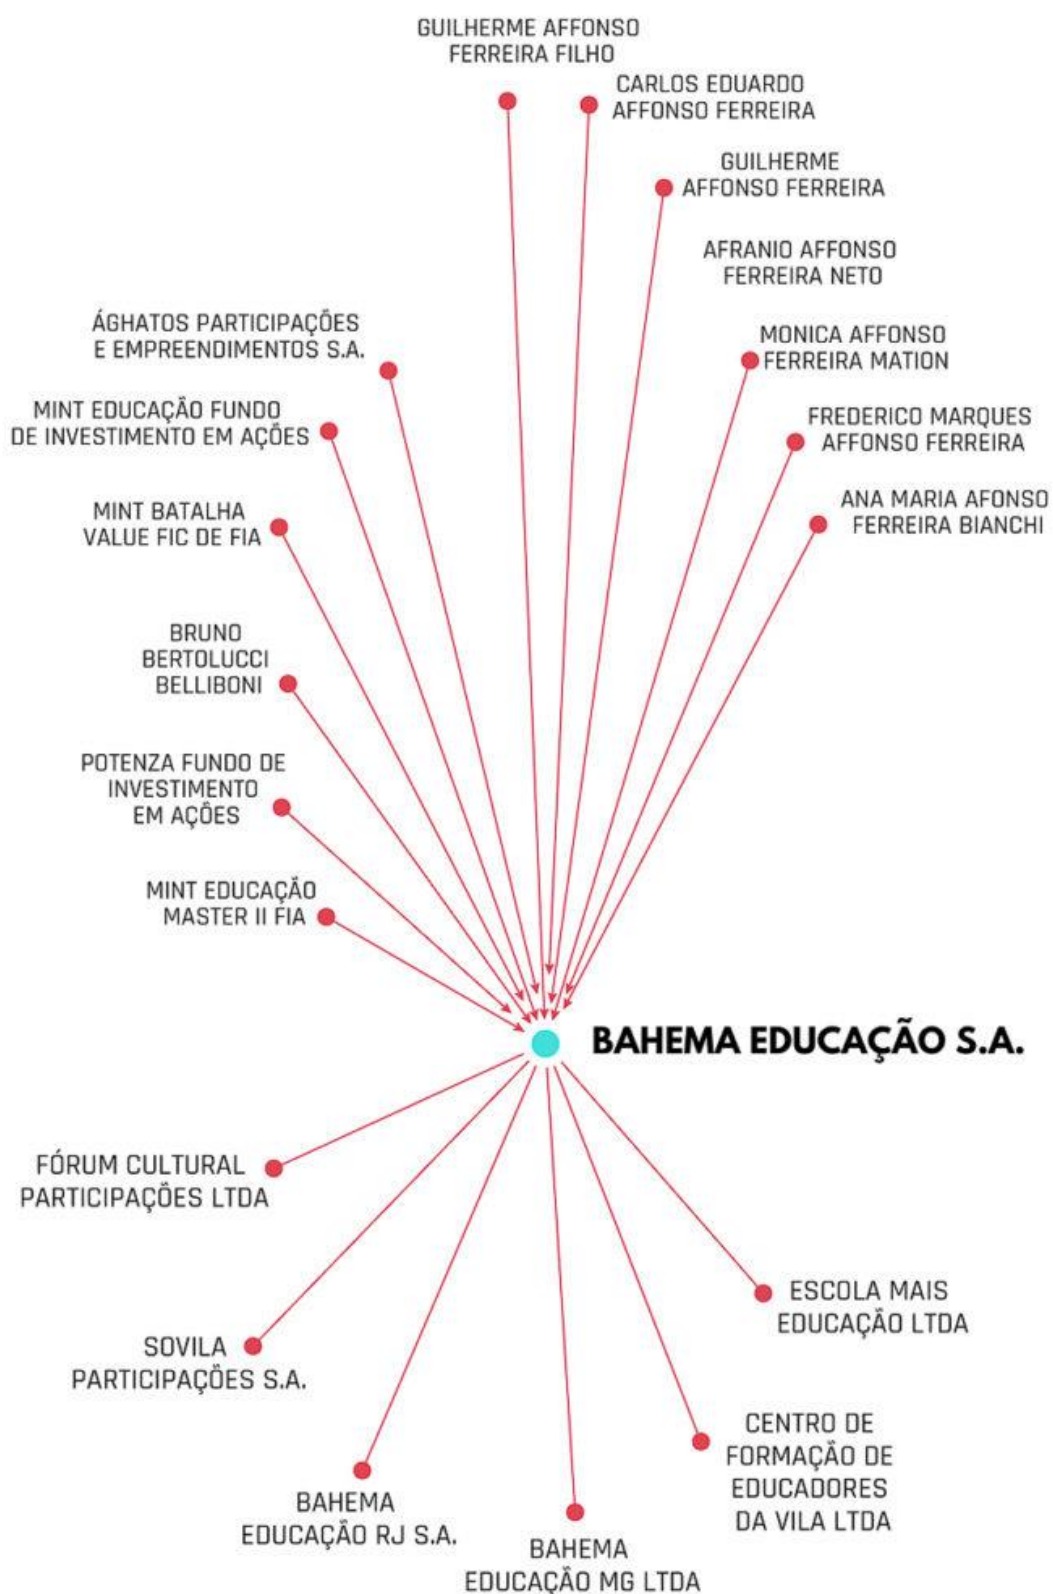 GUILHERME AFFONSO
FERREIRA FILHO
CARLOS EDUARDO
AFFONSO FERREIRA
GUILHERME
AFFONSO FERREIRA
AFRANIO AFFONSO
FERREIRA NETO
MONICA AFFONSO
FERREIRA MATION
FREDERICO MARQUES
AFFONSO FERREIRA
ANA MARIA AFONSO
FERREIRA BIANCHI
ÁGHATOS PARTICIPAÇÕES
E EMPREENDIMENTOS S.A.
MINT EDUCAÇÃO FUNDO
DE INVESTIMENTO EM AÇÕES
MINT BATALHA
VALUE FIC DE FIA
BRUNO
BERTOLUCCI
BELLIBONI
POTENZA FUNDO DE
INVESTIMENTO
EM AÇÕES
MINT EDUCAÇÃO
MASTER II FIA
BAHEMA EDUCAÇÃO S.A.
FÓRUM CULTURAL
PARTICIPAÇÕES LTDA
SOVILA
PARTICIPAÇÕES S.A.
BAHEMA
EDUCAÇÃO RJ S.A.
BAHEMA
EDUCAÇÃO MG LTDA
CENTRO DE
FORMAÇÃO DE
EDUCADORES
DA VILA LTDA
ESCOLA MAIS
EDUCAÇÃO LTDA